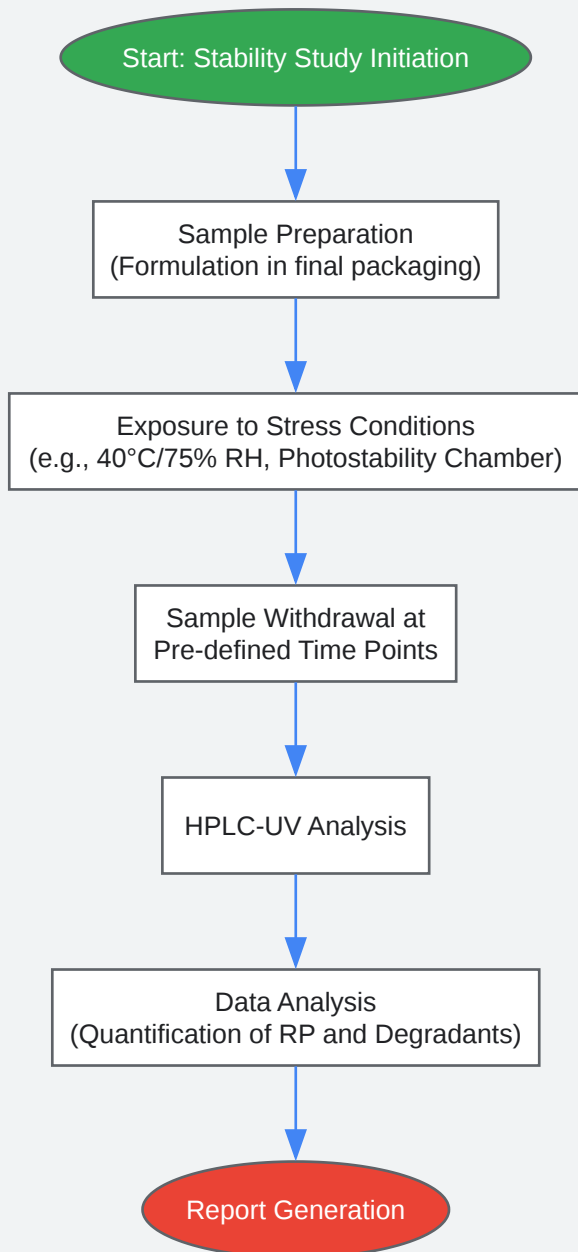 Start: Stability Study Initiation
Sample Preparation
(Formulation in final packaging)
Exposure to Stress Conditions
(e.g., 40°C/75% RH, Photostability Chamber)
Sample Withdrawal at
Pre-defined Time Points
HPLC-UV Analysis
Data Analysis
(Quantification of RP and Degradants)
Report Generation